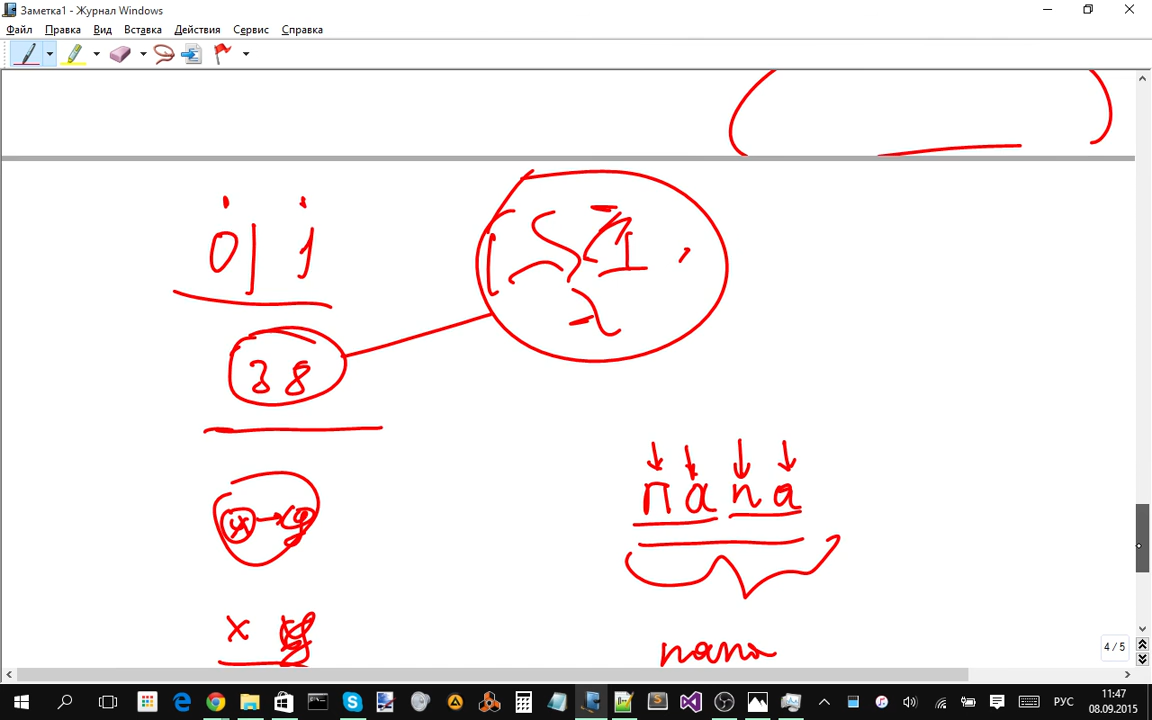 Заметка1 - Журнал Windows
Файл Правка Вид Вставка Действия Сервис Справка
0 | 1
38
папа
x
папа
4 / 5
РУС
11:47
08.09.2015